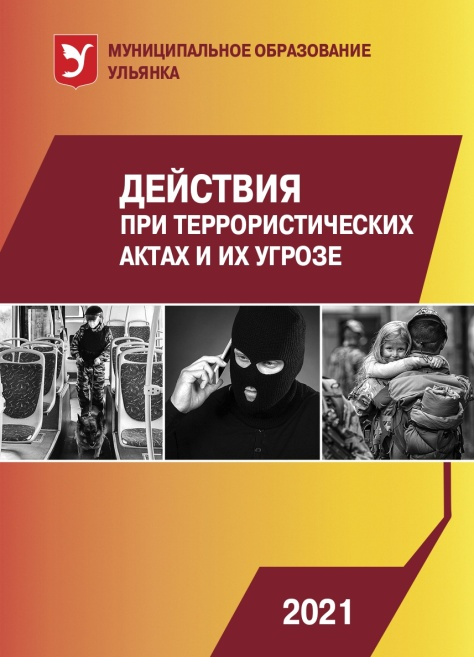 МУНИЦИПАЛЬНОЕ ОБРАЗОВАНИЕ
УЛЬЯНКА
ДЕЙСТВИЯ
ПРИ ТЕРРОРИСТИЧЕСКИХ
АКТАХ И ИХ УГРОЗЕ
2021